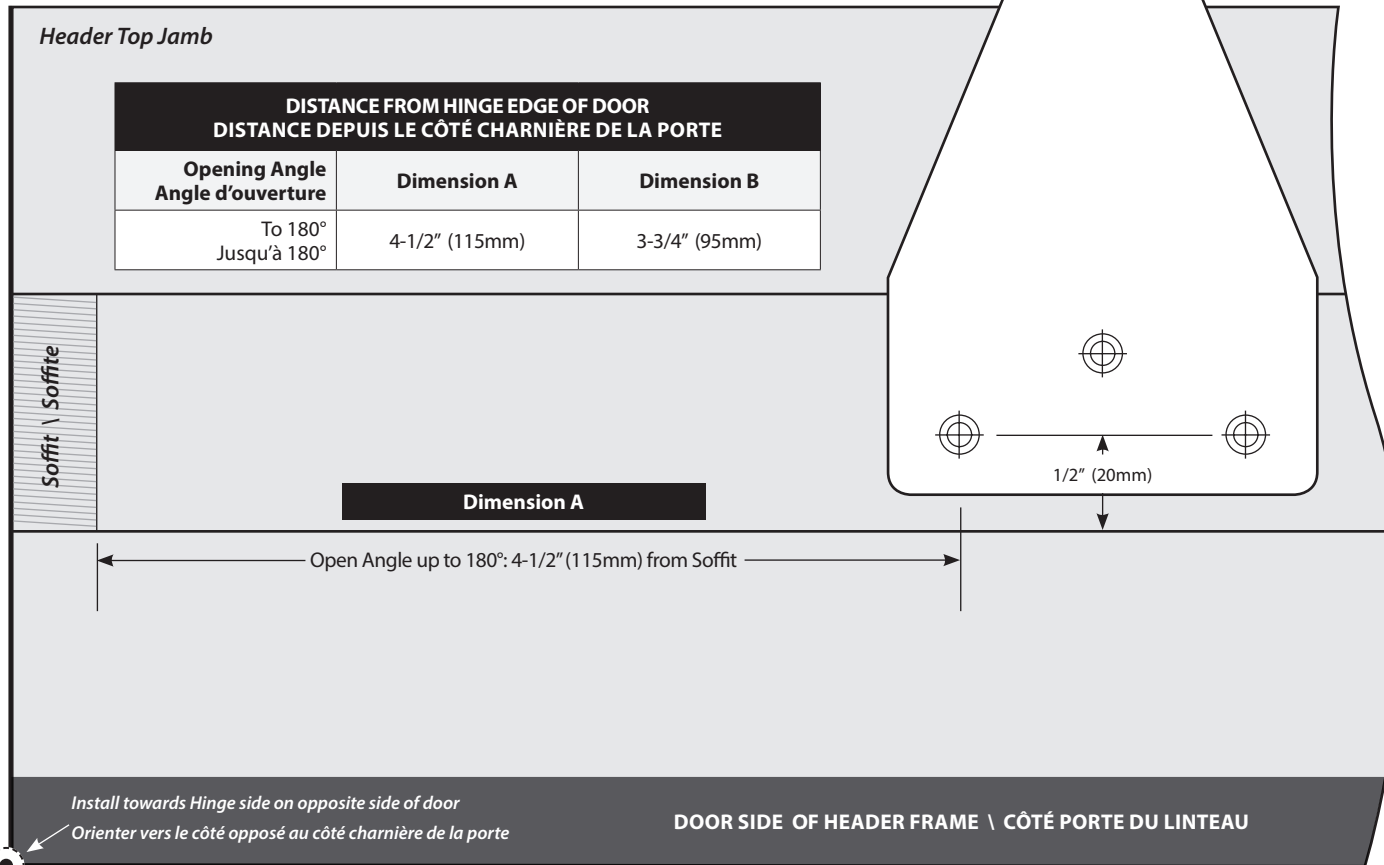 Header Top Jamb
DISTANCE FROM HINGE EDGE OF DOOR
DISTANCE DEPUIS LE CÔTÉ CHARNIÈRE DE LA PORTE
Opening Angle
Angle d’ouverture
Dimension A
Dimension B
To 180°
Jusqu’à 180°
4-1/2” (115mm)
3-3/4” (95mm)
Soffit \ Soffite
1/2” (20mm)
Dimension A
Open Angle up to 180°: 4-1/2” (115mm) from Soffit
Install towards Hinge side on opposite side of door
Orienter vers le côté opposé au côté charnière de la porte
DOOR SIDE OF HEADER FRAME \ CÔTÉ PORTE DU LINTEAU